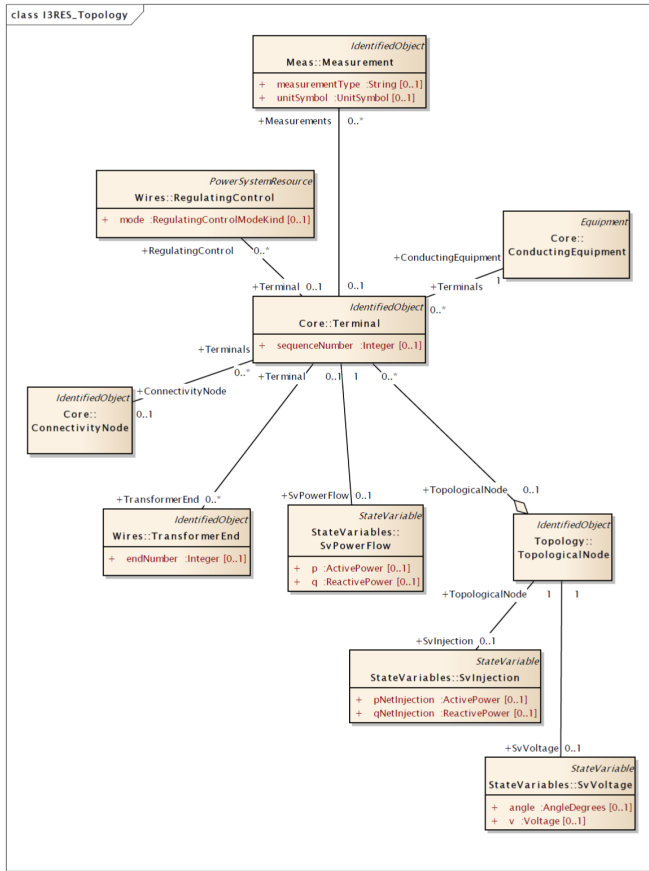 class I3RES_Topology
IdentifiedObject
Meas::Measurement
+ measurementType :String [0..1]
+ unitSymbol :UnitSymbol [0..1]
+Measurements 0..*
PowerSystemResource
Wires::RegulatingControl
+ mode :RegulatingControlModeKind [0..1]
+RegulatingControl 0..*
Equipment
Core::
ConductingEquipment
+ConductingEquipment
1
+Terminals
0..*
+Terminal 0..1
0..1
IdentifiedObject
Core::Terminal
+ sequenceNumber :Integer [0..1]
+Terminals
0..*
+Terminal 0..1 1 0..*
+ConnectivityNode
0..1
IdentifiedObject
Core::
ConnectivityNode
+TransformerEnd 0..*
IdentifiedObject
Wires::TransformerEnd
+ endNumber :Integer [0..1]
+SvPowerFlow 0..1
StateVariable
StateVariables::
SvPowerFlow
+ p :ActivePower [0..1]
+ q :ReactivePower [0..1]
+TopologicalNode 0..1
IdentifiedObject
Topology::
TopologicalNode
+TopologicalNode 1 1
+SvInjection 0..1
StateVariable
StateVariables::SvInjection
+ pNetInjection :ActivePower [0..1]
+ qNetInjection :ReactivePower [0..1]
+SvVoltage 0..1
StateVariable
StateVariables::SvVoltage
+ angle :AngleDegrees [0..1]
+ v :Voltage [0..1]